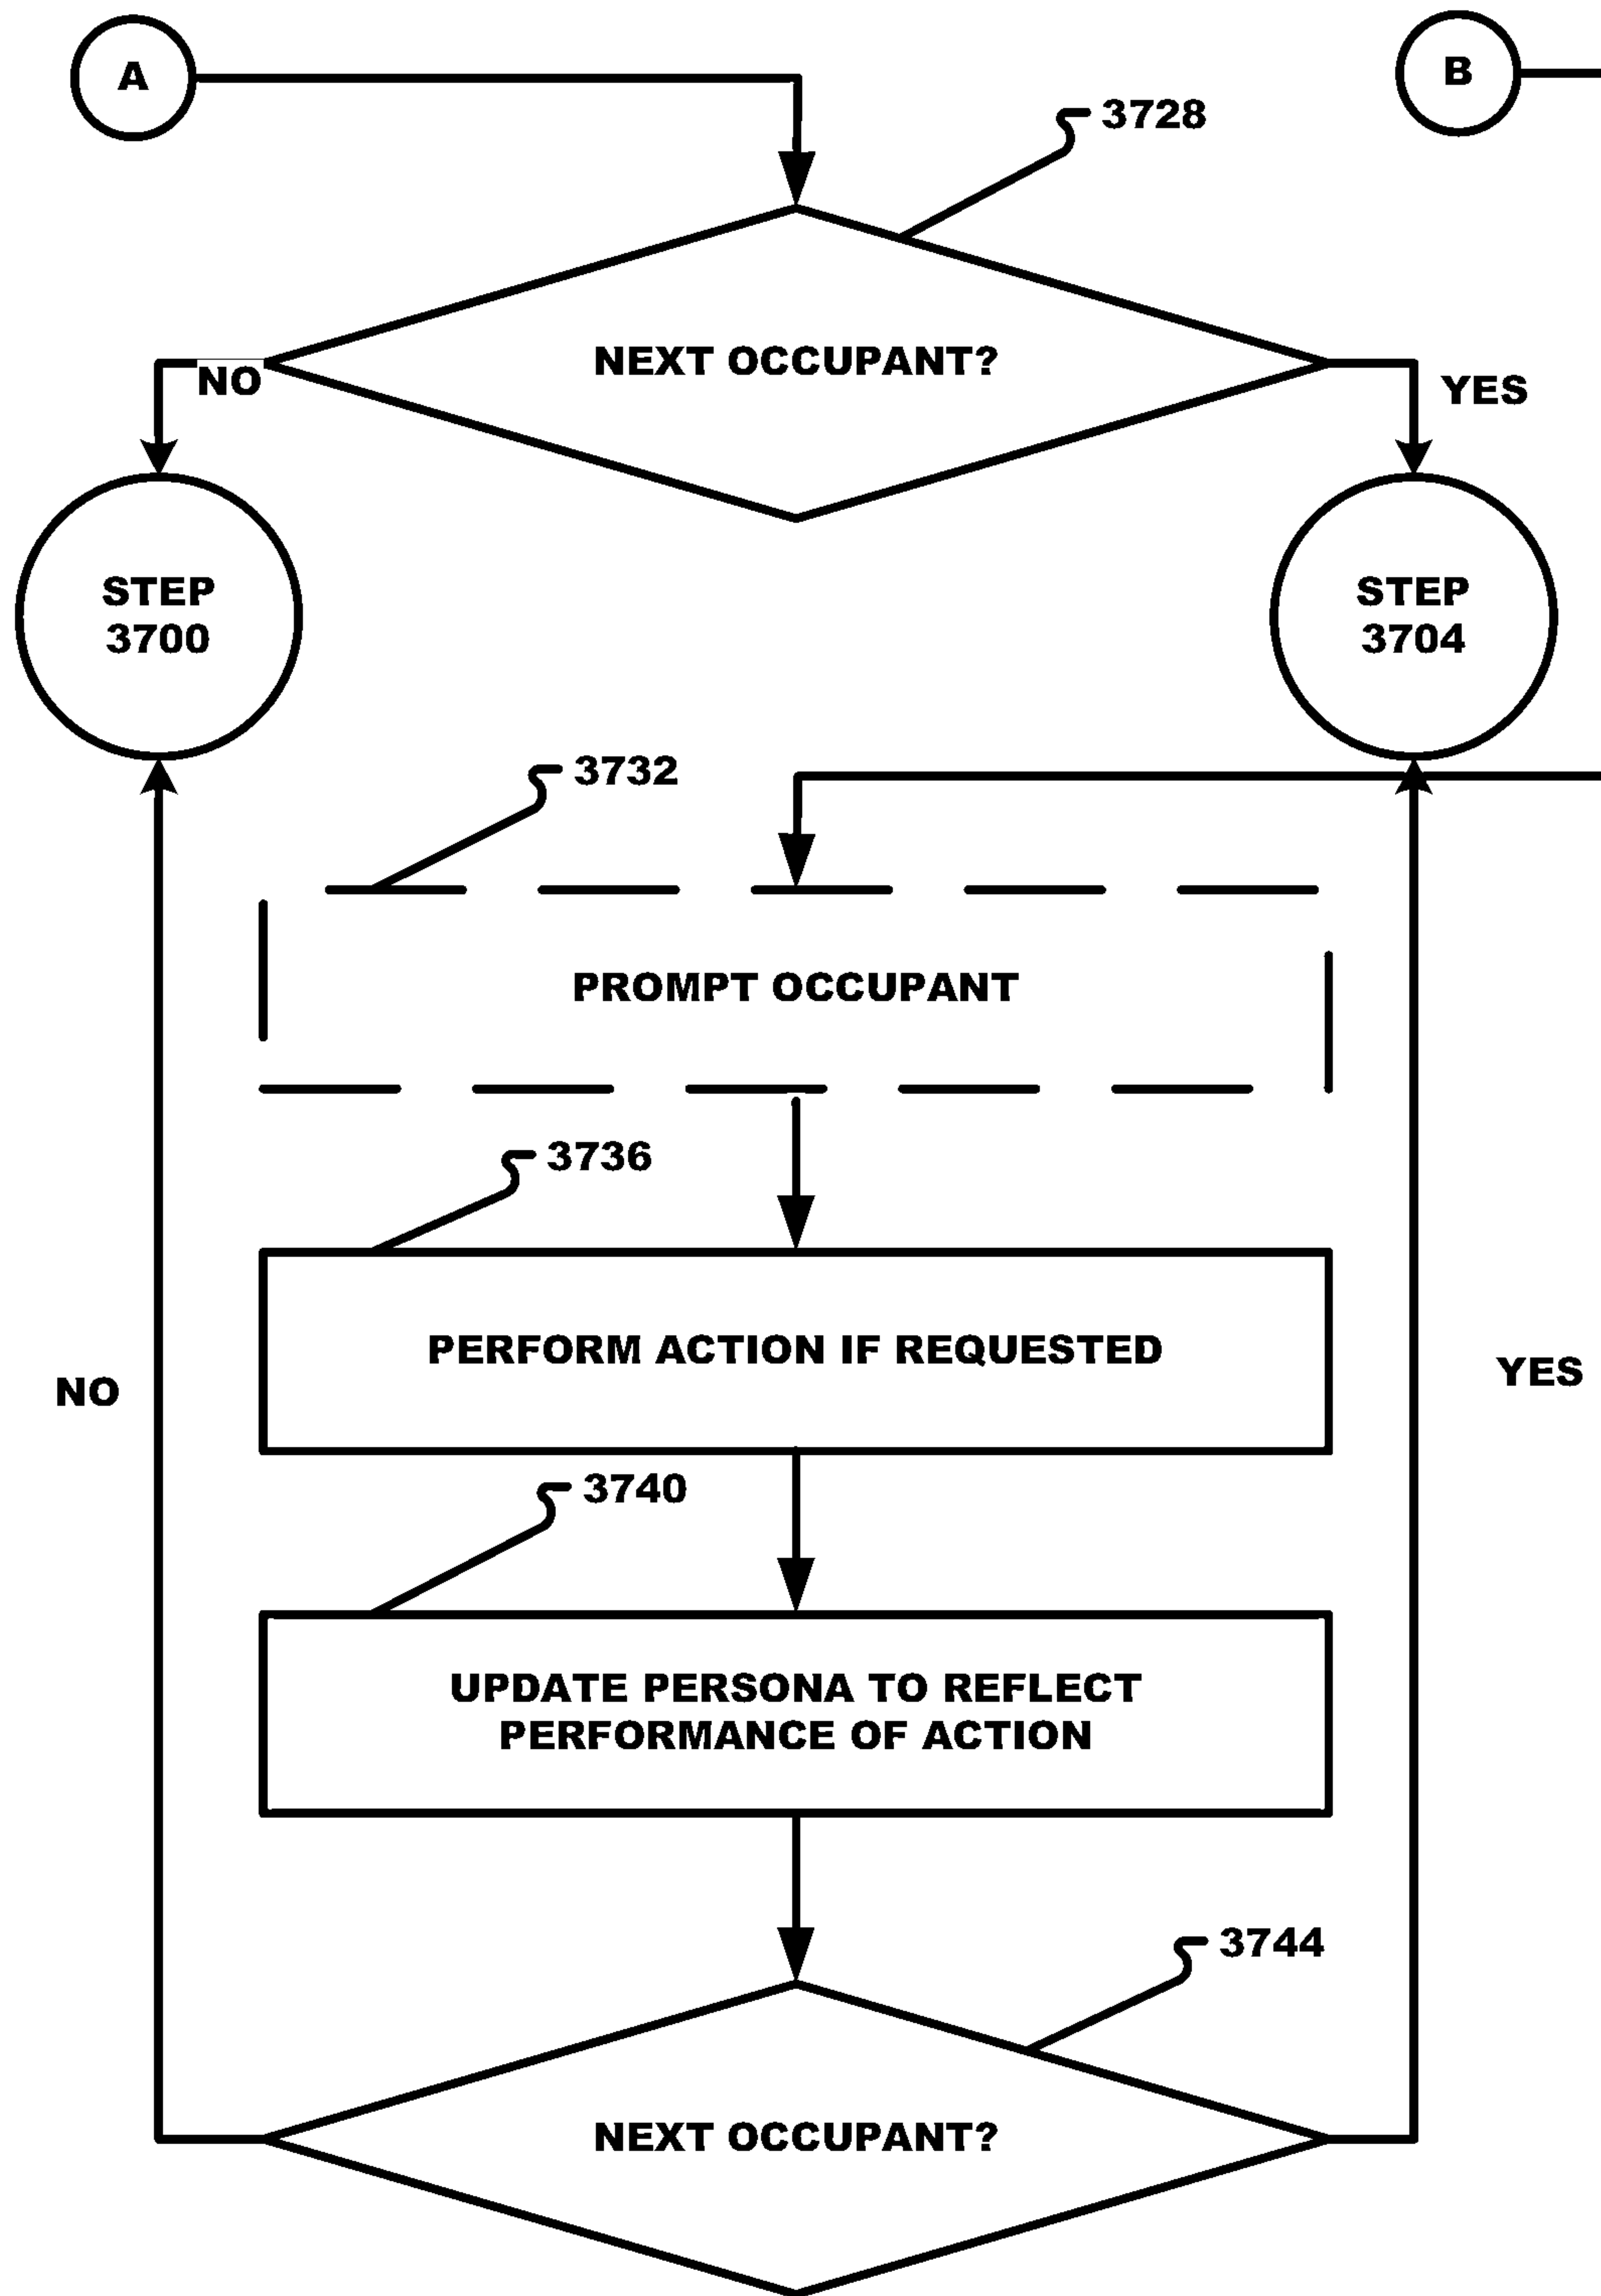 A
B
3728
NEXT OCCUPANT?
NO
YES
STEP
3700
STEP
3704
3732
PROMPT OCCUPANT
3736
PERFORM ACTION IF REQUESTED
NO
YES
3740
UPDATE PERSONA TO REFLECT
PERFORMANCE OF ACTION
3744
NEXT OCCUPANT?